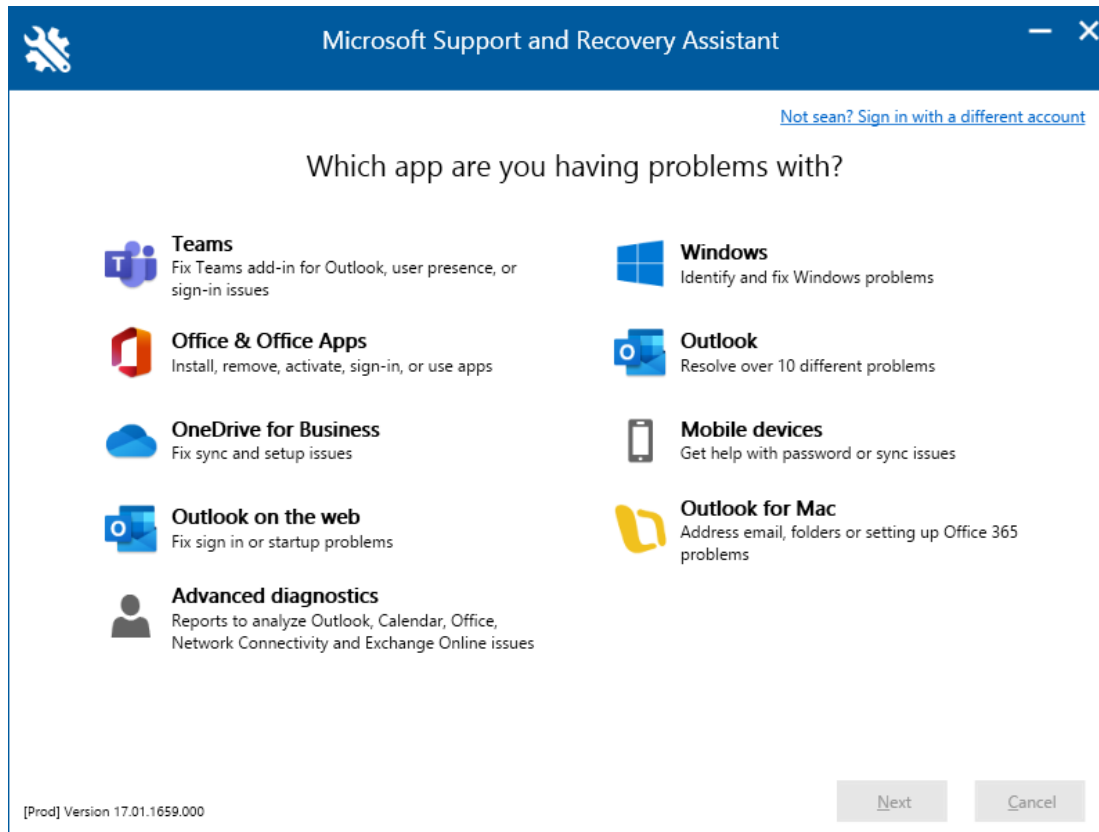 Microsoft Support and Recovery Assistant
Not sean? Sign in with a different account
Which app are you having problems with?
Teams
Fix Teams add-in for Outlook, user presence, or
sign-in issues
Windows
Identify and fix Windows problems
Office & Office Apps
Install, remove, activate, sign-in, or use apps
Outlook
Resolve over 10 different problems
OneDrive for Business
Fix sync and setup issues
Mobile devices
Get help with password or sync issues
Outlook on the web
Fix sign in or startup problems
Outlook for Mac
Address email, folders or setting up Office 365
problems
Advanced diagnostics
Reports to analyze Outlook, Calendar, Office,
Network Connectivity and Exchange Online issues
[Prod] Version 17.01.1659.000
Next
Cancel